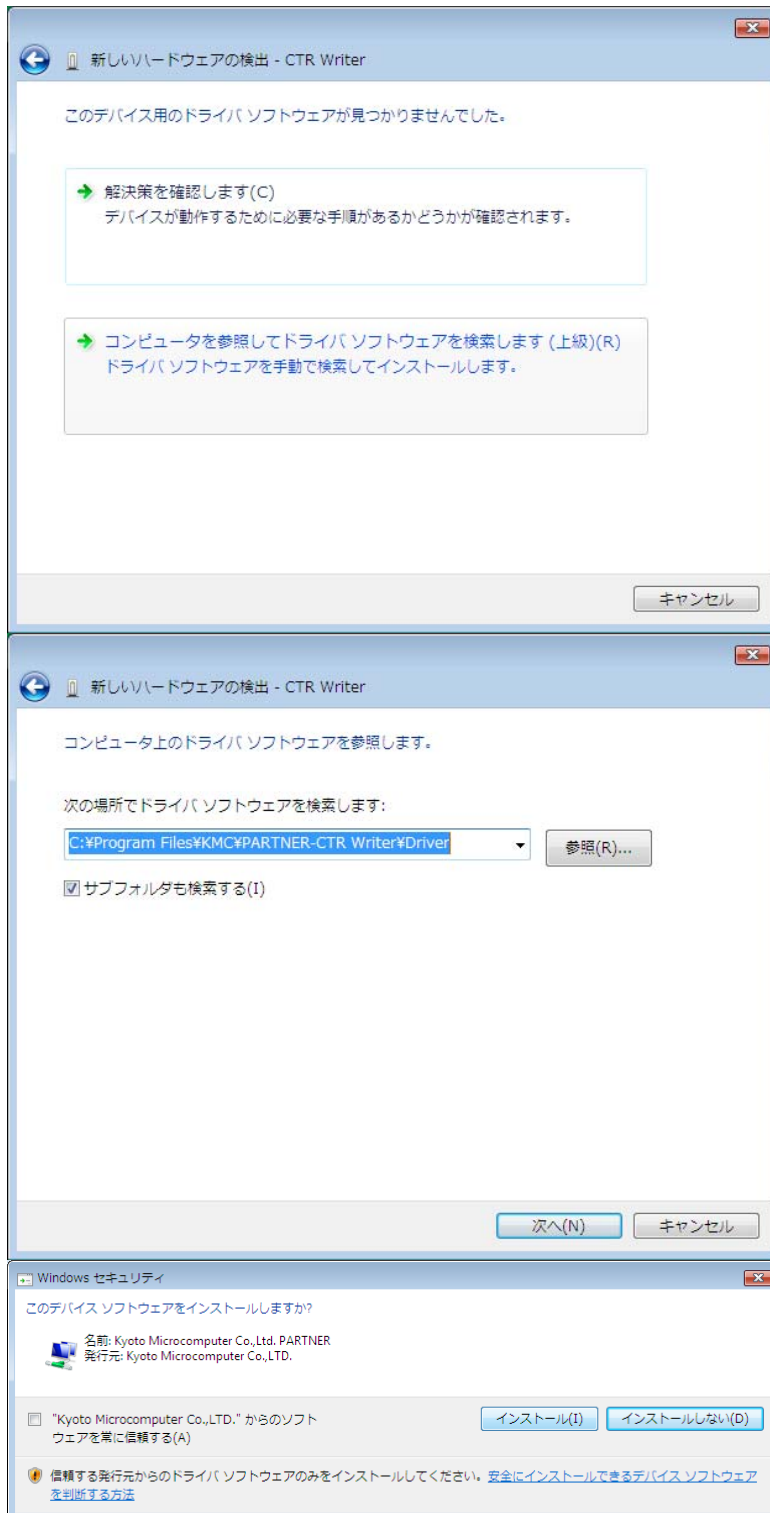 新しいハードウェアの検出 - CTR Writer
このデバイス用のドライバ ソフトウェアが見つかりませんでした。
解決策を確認します(C)
デバイスが動作するために必要な手順があるかどうかが確認されます。
コンピュータを参照してドライバ ソフトウェアを検索します (上級)(R)
ドライバ ソフトウェアを手動で検索してインストールします。
キャンセル
新しいハードウェアの検出 - CTR Writer
コンピュータ上のドライバ ソフトウェアを参照します。
次の場所でドライバ ソフトウェアを検索します:
C:¥Program Files¥KMC¥PARTNER-CTR Writer¥Driver
参照(R)...
サブフォルダも検索する(I)
次へ(N)
キャンセル
Windows セキュリティ
このデバイス ソフトウェアをインストールしますか?
名前: Kyoto Microcomputer Co.,Ltd. PARTNER
発行元: Kyoto Microcomputer Co.,LTD.
"Kyoto Microcomputer Co.,LTD." からのソフト
ウェアを常に信頼する(A)
インストール(I)
インストールしない(D)
信頼する発行元からのドライバ ソフトウェアのみをインストールしてください。安全にインストールできるデバイス ソフトウェア
を判断する方法